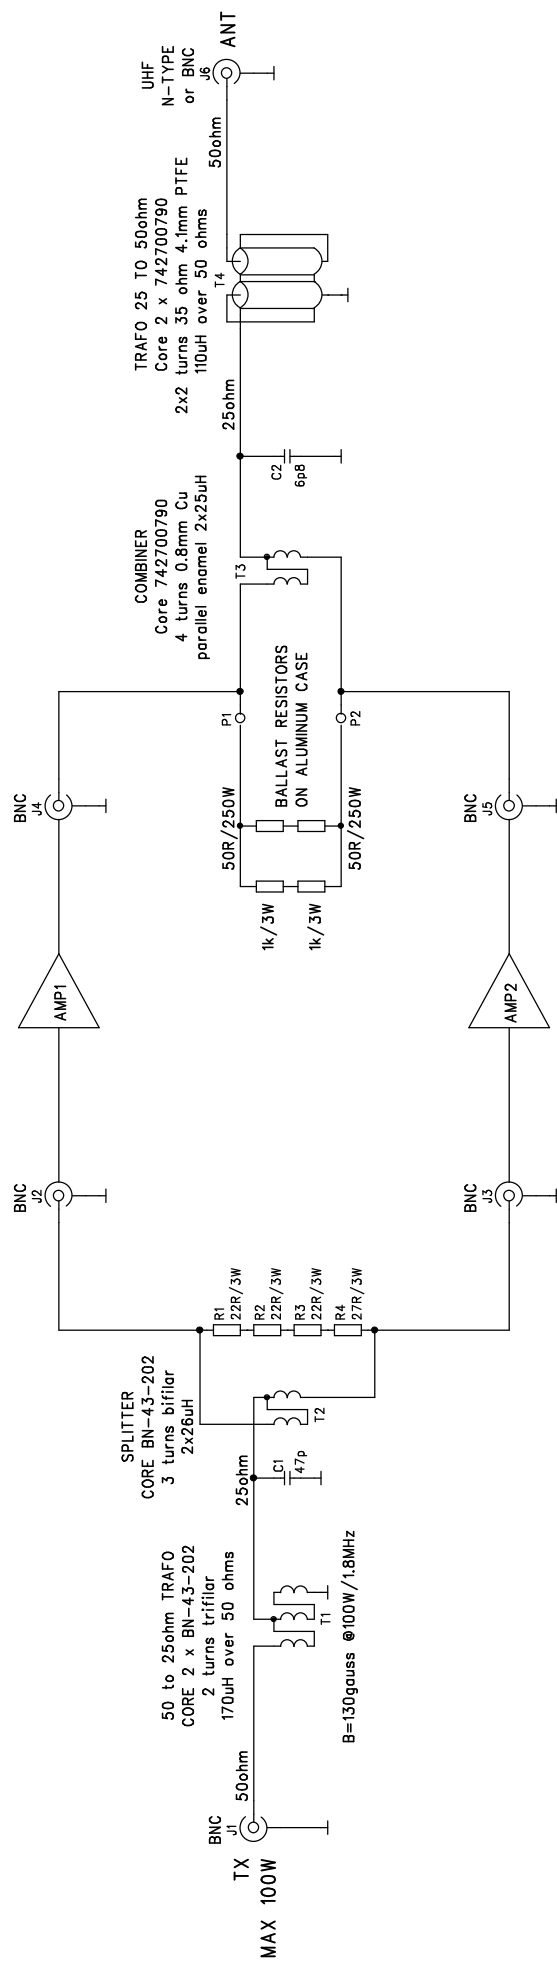 TX
MAX 100W
BNC
J1
50ohm
50 to 25ohm TRAFO
CORE 2 x BN-43-202
2 turns trifilar
170uH over 50 ohms
T1
B=130gauss @100W/1.8MHz
25ohm
C1
47p
SPLITTER
CORE BN-43-202
3 turns bifilar
2x26uH
T2
R1
22R/3W
R2
22R/3W
R3
22R/3W
R4
27R/3W
BNC
J2
BNC
J3
AMP1
AMP2
BNC
J4
BNC
J5
1k/3W
1k/3W
50R/250W
50R/250W
BALLAST RESISTORS
ON ALUMINUM CASE
P1
P2
COMBINER
Core 742700790
4 turns 0.8mm Cu
parallel enamel 2x25uH
T3
C2
6p8
25ohm
TRAFO 25 TO 50ohm
Core 2 x 742700790
2x2 turns 35 ohm 4.1mm PTFE
110uH over 50 ohms
T4
50ohm
UHF
N-TYPE
or BNC
J6
ANT